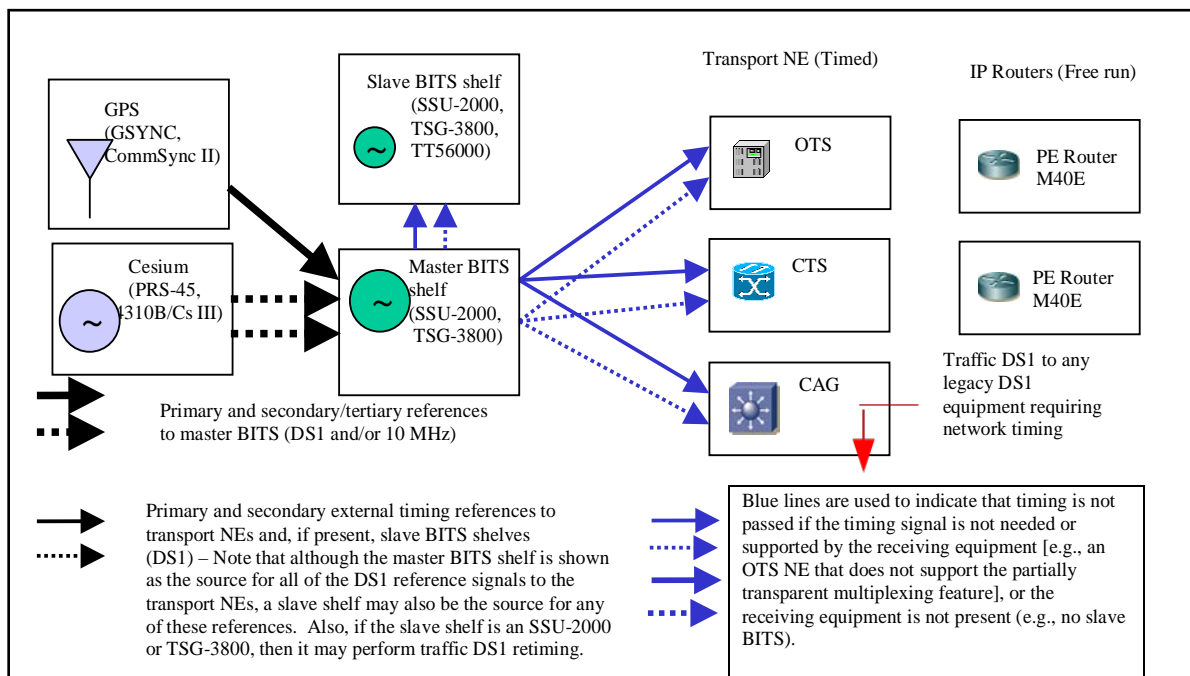 Transport NE (Timed)
IP Routers (Free run)
GPS
(GSYNC,
CommSync II)
Slave BITS shelf
(SSU-2000,
TSG-3800,
TT56000)
~
OTS
PE Router
M40E
Cesium
(PRS-45,
4310B/Cs III)
~
Master BITS
shelf
(SSU-2000,
TSG-3800)
~
CTS
PE Router
M40E
CAG
Traffic DS1 to any
legacy DS1
equipment requiring
network timing
Primary and secondary/tertiary references
to master BITS (DS1 and/or 10 MHz)
Primary and secondary external timing references to
transport NEs and, if present, slave BITS shelves
(DS1) – Note that although the master BITS shelf is shown
as the source for all of the DS1 reference signals to the
transport NEs, a slave shelf may also be the source for any
of these references.  Also, if the slave shelf is an SSU-2000
or TSG-3800, then it may perform traffic DS1 retiming.
Blue lines are used to indicate that timing is not
passed if the timing signal is not needed or
supported by the receiving equipment [e.g., an
OTS NE that does not support the partially
transparent multiplexing feature], or the
receiving equipment is not present (e.g., no slave
BITS).